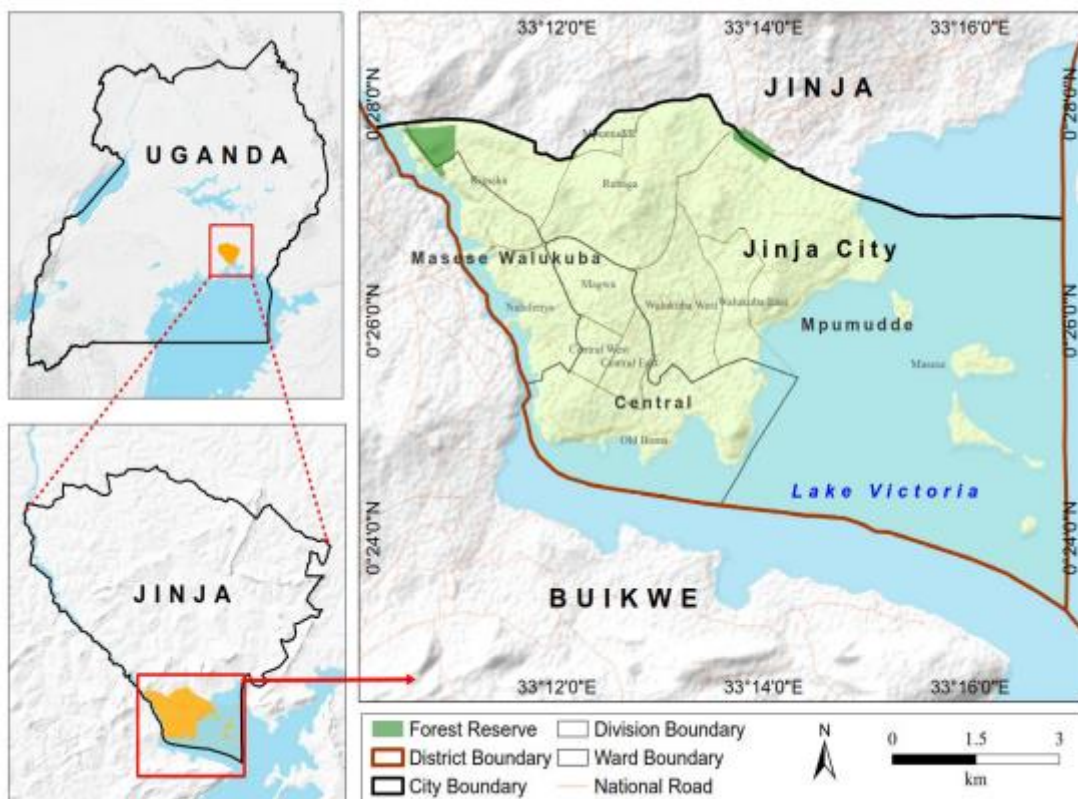 UGANDA
JINJA
33°12'0"E
33°14'0"E
33°16'0"E
0°28'0"N
0°28'0"N
0°26'0"N
0°26'0"N
0°24'0"N
0°24'0"N
JINJA
Rubaga
Jinja City
Masese Walukuba
Magwa
Nalufenya
Walukuba West
Walukuba East
Mpumudde
Central West
Central East
Masese
Central
Old Boma
Lake Victoria
BUIKWE
33°12'0"E
33°14'0"E
33°16'0"E
Forest Reserve
District Boundary
City Boundary
Division Boundary
Ward Boundary
National Road
N
0 1.5 3
km